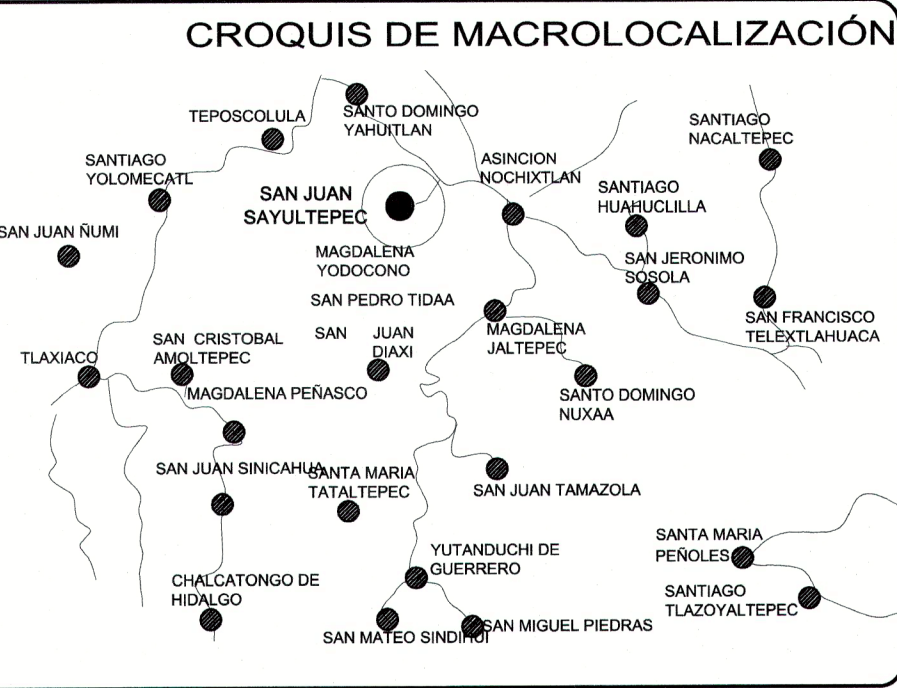 CROQUIS DE MACROLOCALIZACIÓN
TEPOSCOLULA
SANTO DOMINGO
YAHUITLAN
SANTIAGO
NACALTEPEC
SANTIAGO
YOLOMECATL
ASINCION
NOCHIXTLAN
SAN JUAN
SAYULTEPEC
SANTIAGO
HUAHUCLILLA
SAN JUAN ÑUMI
MAGDALENA
YODOCONO
SAN JERONIMO
SOSOLA
SAN PEDRO TIDAA
SAN FRANCISCO
TELEXTLAHUACA
MAGDALENA
JALTEPEC
SAN JUAN
DIAXI
SAN CRISTOBAL
AMOLTEPEC
TLAXIACO
MAGDALENA PEÑASCO
SANTO DOMINGO
NUXAA
SAN JUAN SINICAHUA
SANTA MARIA
TATALTEPEC
SAN JUAN TAMAZOLA
SANTA MARIA
PEÑOLES
YUTANDUCHI DE
GUERRERO
CHALCATONGO DE
HIDALGO
SANTIAGO
TLAZOYALTEPEC
SAN MATEO SINDIHUI
SAN MIGUEL PIEDRAS